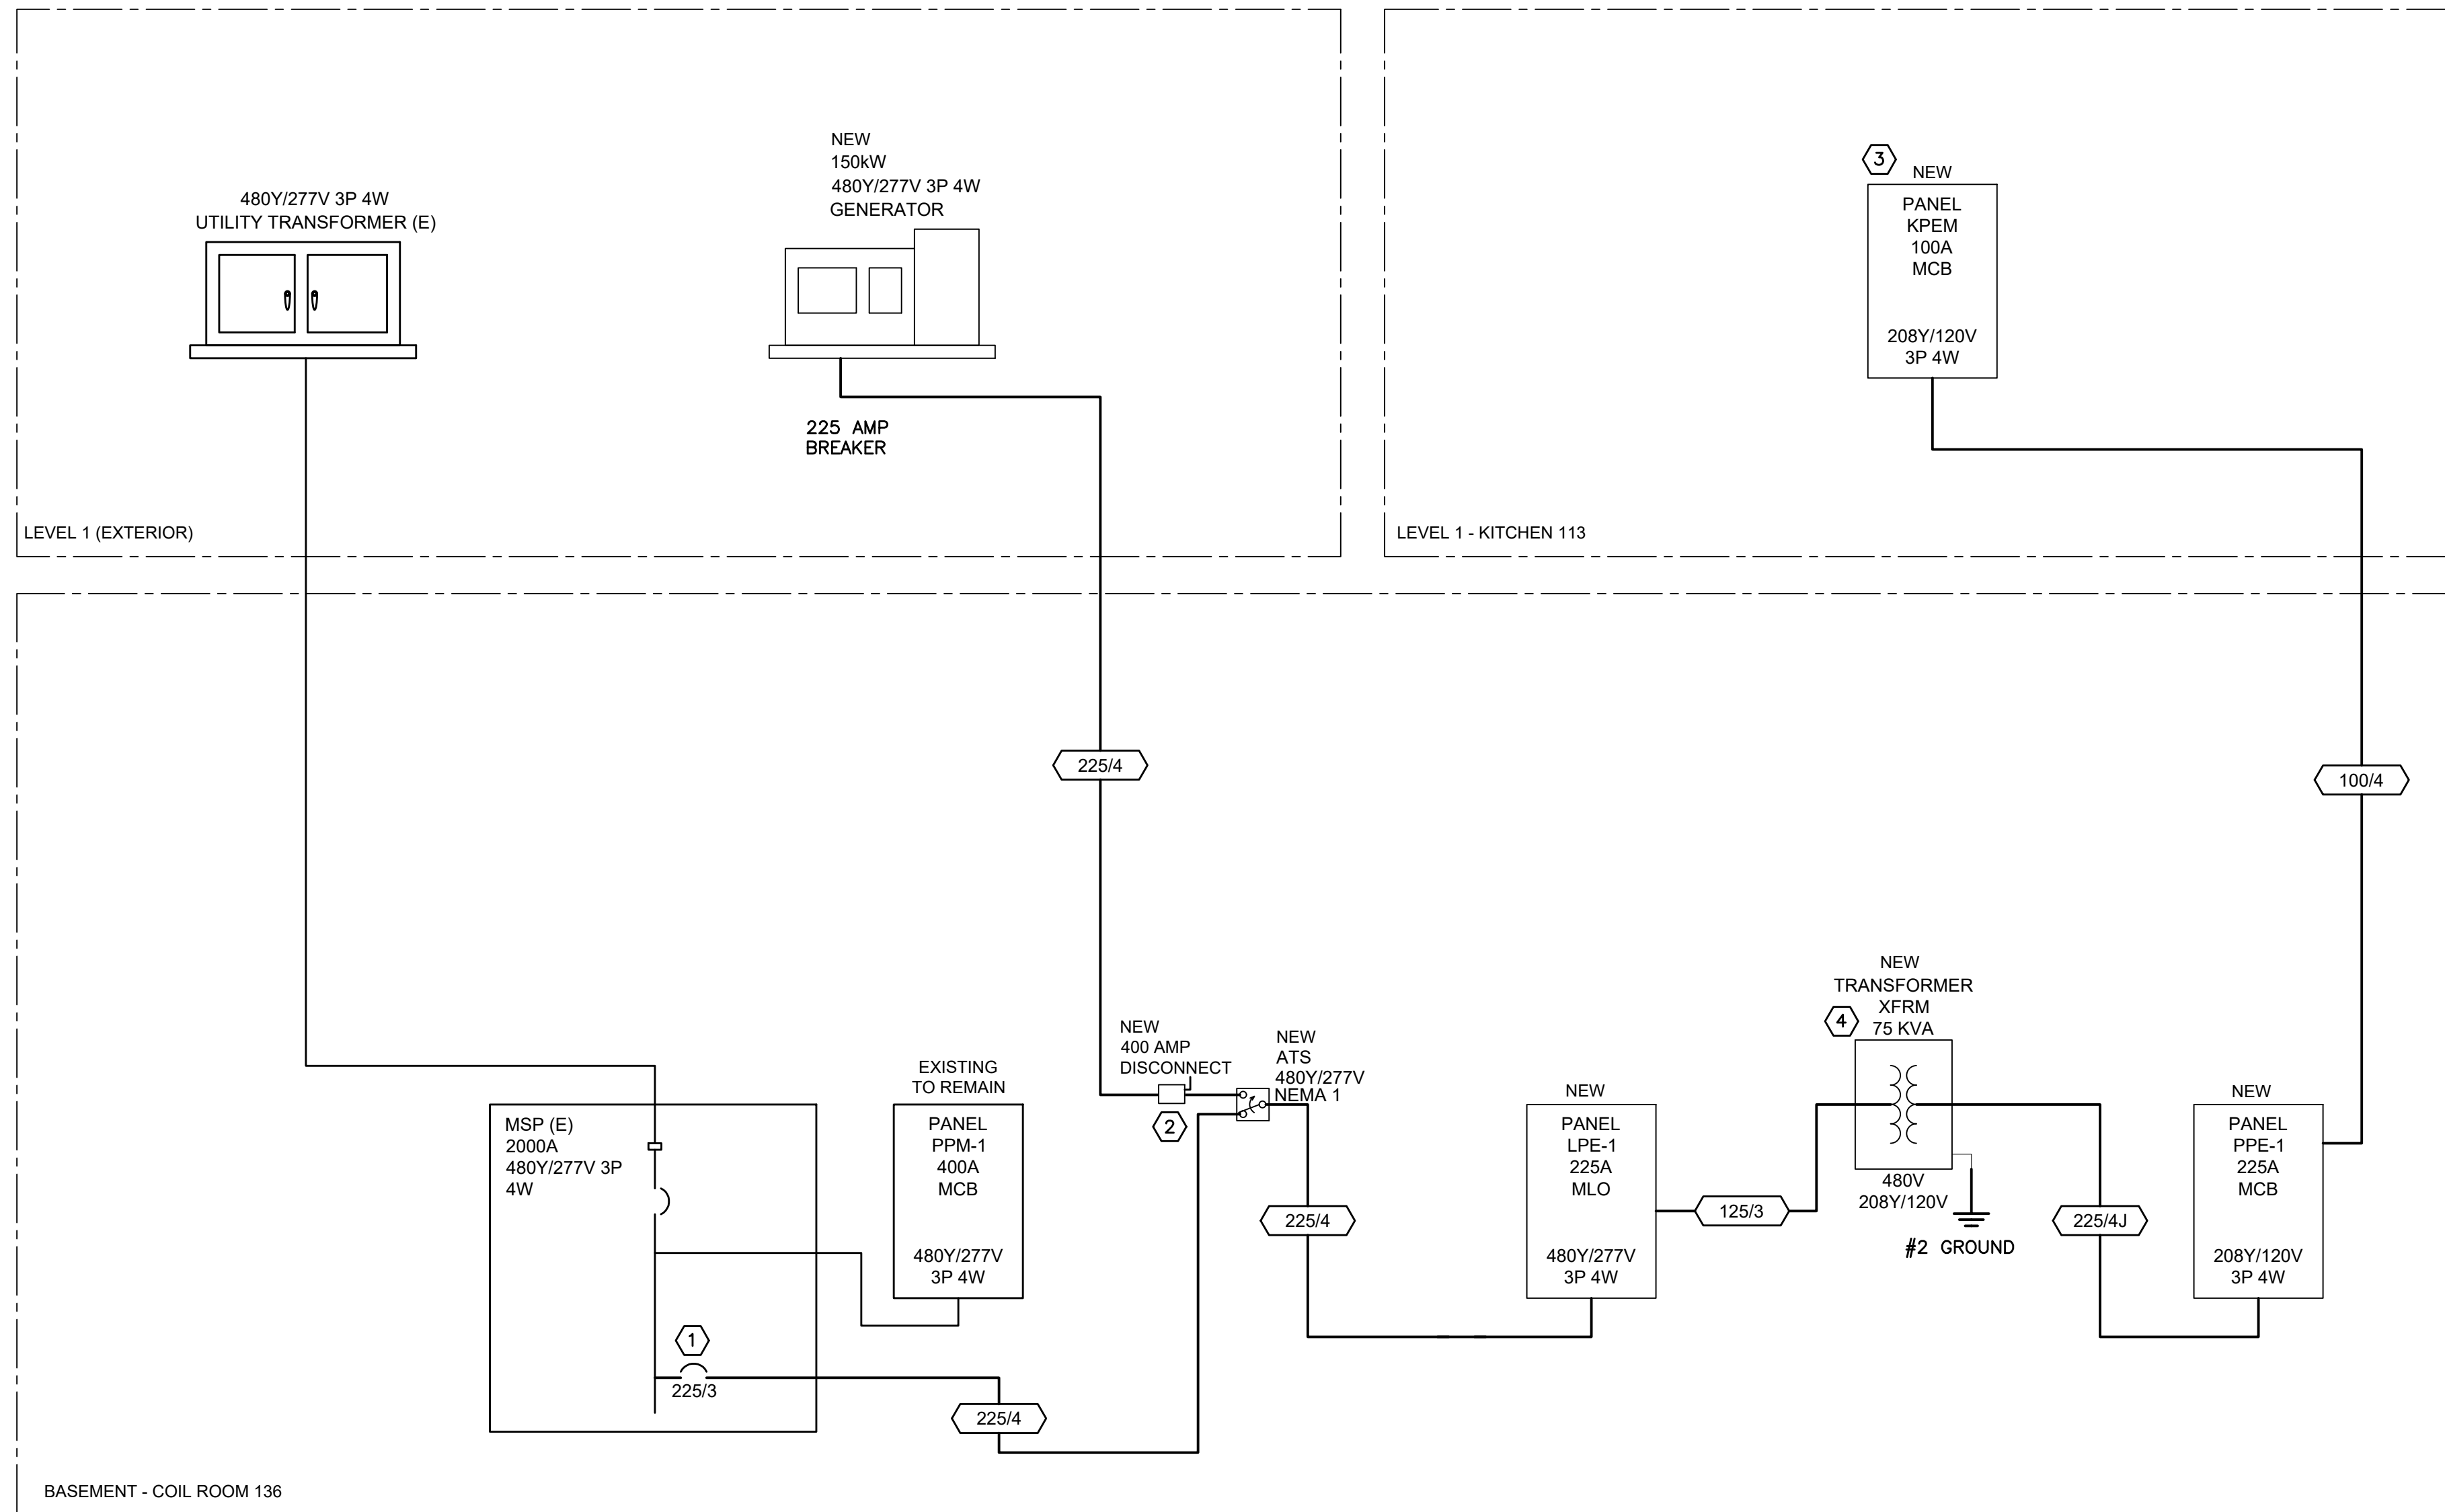 480Y/277V 3P 4W
UTILITY TRANSFORMER (E)
NEW
150kW
480Y/277V 3P 4W
GENERATOR
225 AMP
BREAKER
LEVEL 1 (EXTERIOR)
3
NEW
PANEL
KPEM
100A
MCB
208Y/120V
3P 4W
LEVEL 1 - KITCHEN 113
225/4
100/4
MSP (E)
2000A
480Y/277V 3P
4W
1
225/3
EXISTING
TO REMAIN
PANEL
PPM-1
400A
MCB
480Y/277V
3P 4W
225/4
NEW
400 AMP
DISCONNECT
2
NEW
ATS
480Y/277V
NEMA 1
225/4
NEW
PANEL
LPE-1
225A
MLO
480Y/277V
3P 4W
125/3
NEW
TRANSFORMER
XFRM
75 KVA
4
480V
208Y/120V
#2 GROUND
225/4J
NEW
PANEL
PPE-1
225A
MCB
208Y/120V
3P 4W
BASEMENT - COIL ROOM 136